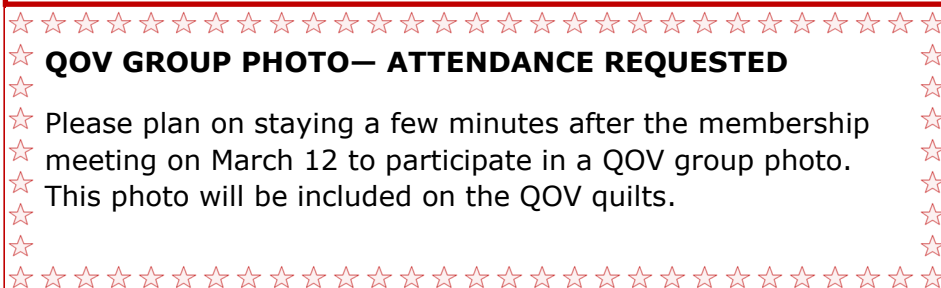 QOV GROUP PHOTO— ATTENDANCE REQUESTED
Please plan on staying a few minutes after the membership
meeting on March 12 to participate in a QOV group photo.
This photo will be included on the QOV quilts.